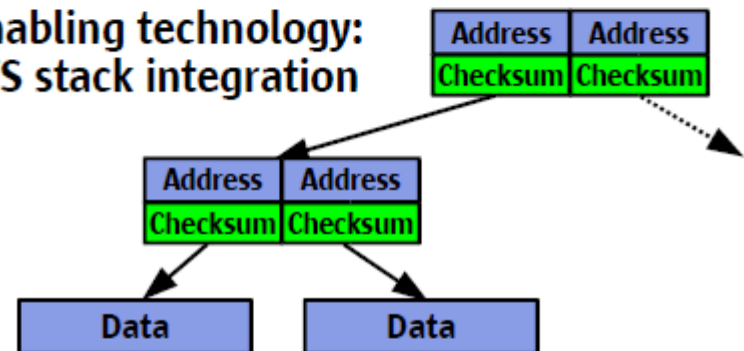 nabling technology:
S stack integration
Address Address
Checksum Checksum
Address Address
Checksum Checksum
Data Data